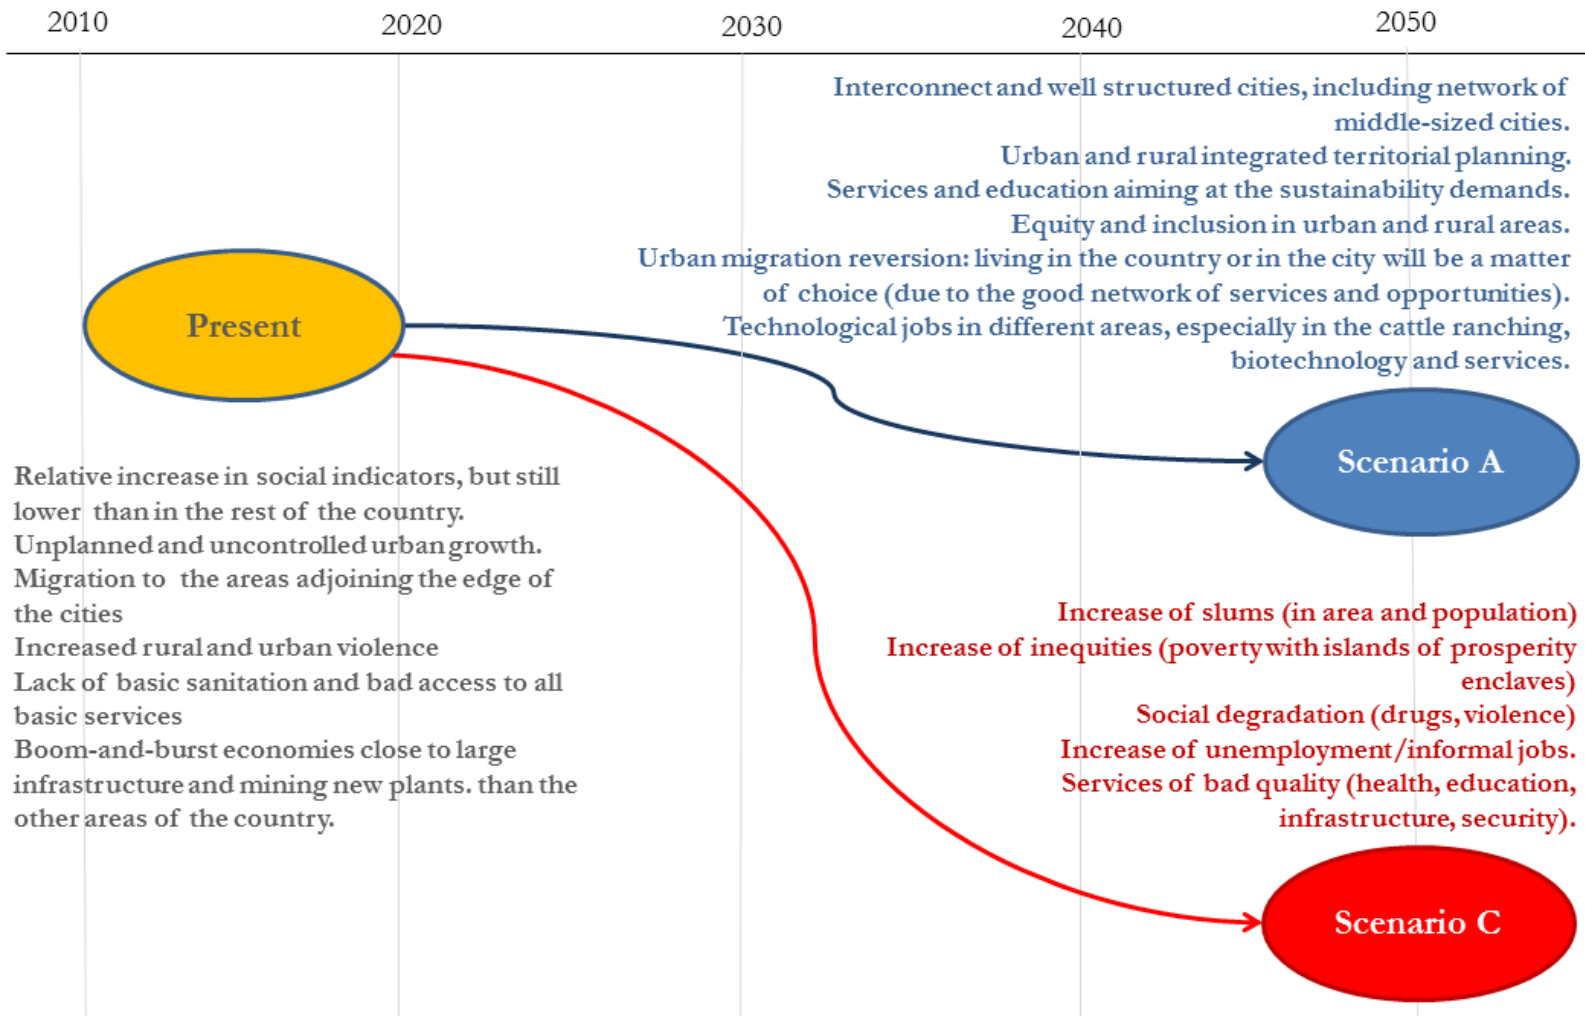 2010 2020 2030 2040 2050
Interconnect and well structured cities, including network of
middle-sized cities.
Urban and rural integrated territorial planning.
Services and education aiming at the sustainability demands.
Equity and inclusion in urban and rural areas.
Urban migration reversion: living in the country or in the city will be a matter
of choice (due to the good network of services and opportunities).
Technological jobs in different areas, especially in the cattle ranching,
biotechnology and services.
Present
Scenario A
Relative increase in social indicators, but still
lower than in the rest of the country.
Unplanned and uncontrolled urban growth.
Migration to the areas adjoining the edge of
the cities
Increased rural and urban violence
Lack of basic sanitation and bad access to all
basic services
Boom-and-burst economies close to large
infrastructure and mining new plants. than the
other areas of the country.
Increase of slums (in area and population)
Increase of inequities (poverty with islands of prosperity
enclaves)
Social degradation (drugs, violence)
Increase of unemployment/informal jobs.
Services of bad quality (health, education,
infrastructure, security).
Scenario C